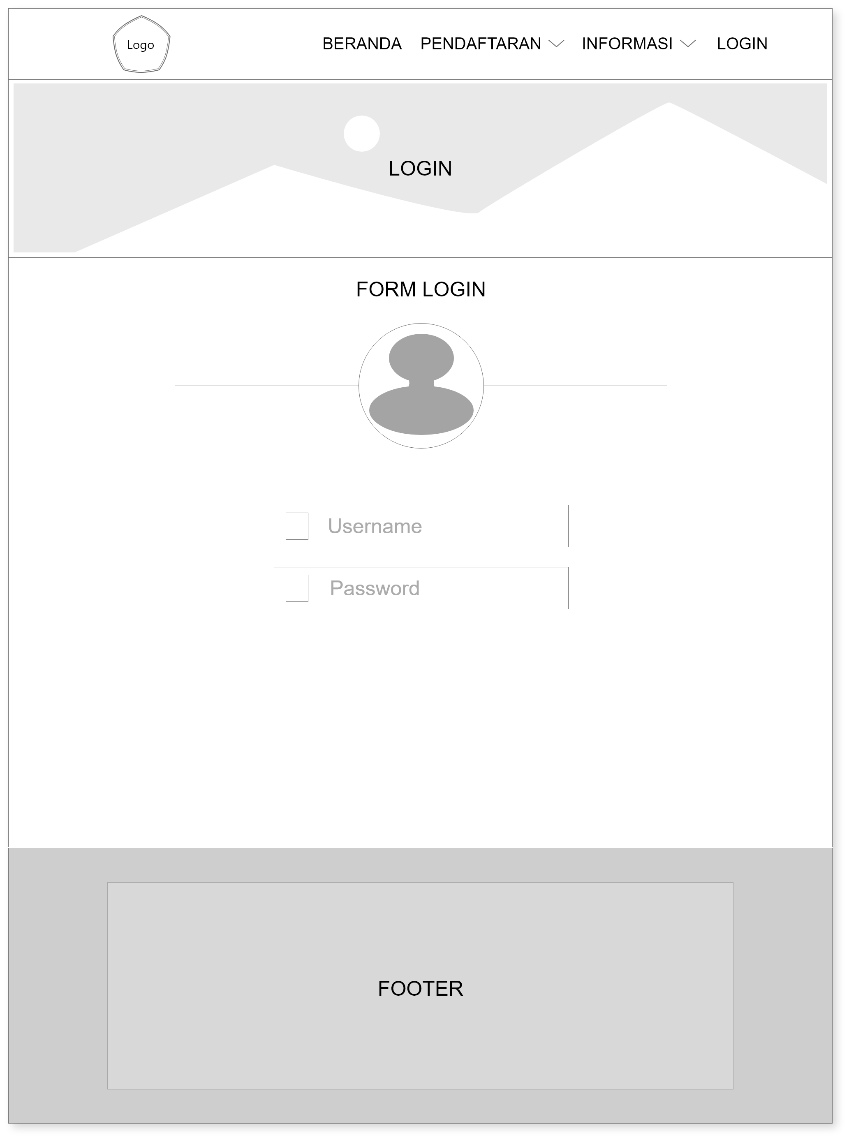 Logo
BERANDA PENDAFTARAN INFORMASI LOGIN
LOGIN
FORM LOGIN
Username
Password
FOOTER